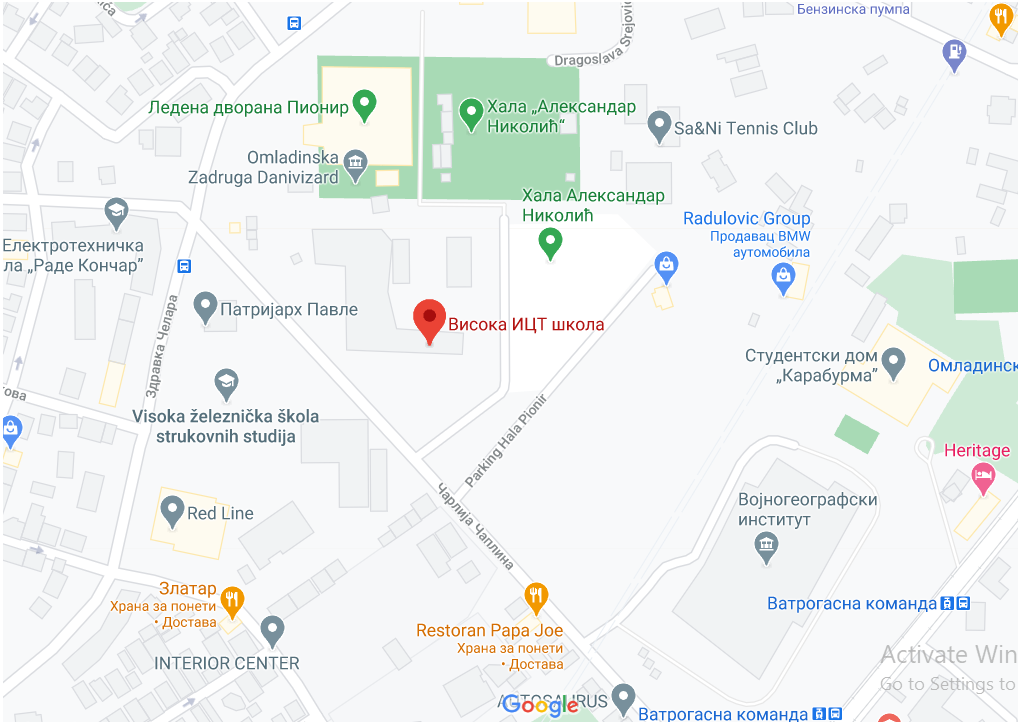 Бензинска пумпа
Dragoslava Srejović
Ледена дворана Пионир
Хала „Александар
Николић“
Sa&Ni Tennis Club
Omladinska
Zadruga Danivizard
Хала Александар
Николић
Radulovic Group
Продавац BMW
аутомобила
Електротехничка
ла „Раде Кончар”
Здравка Челара
Патријарх Павле
Висока ИЦТ школа
Студентски дом
„Карабурма”
Омладинск
това
Visoka železnička škola
strukovnih studija
Parking Hala Pionir
Heritage
Чарлија Чаплина
Red Line
Војногеографски
институт
Златар
Храна за понети
• Достава
Ватрогасна команда
Restoran Papa Joe
Храна за понети
• Достава
INTERIOR CENTER
Activate Win
Go to Settings to
AUTOSAURUS
Google
Ватрогасна команда